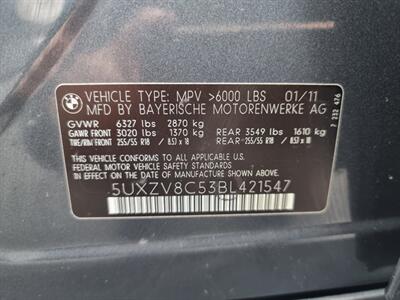 VEHICLE TYPE: MPV >6000 LBS 01/11
MFD BY BAYERISCHE MOTORENWERKE AG
GVWR 6327 lbs 2870 kg
GAWR FRONT 3020 lbs 1370 kg REAR 3549 lbs 1610 kg
TIRE/RIM/FRONT 255/55 R18 / 8.5J x 18 REAR 255/55 R18 / 8.5J x 18
THIS VEHICLE CONFORMS TO ALL APPLICABLE U.S.
FEDERAL MOTOR VEHICLE SAFETY STANDARDS IN EFFECT
ON THE DATE OF MANUFACTURE SHOWN ABOVE.
5UXZV8C53BL421547
7 232 476